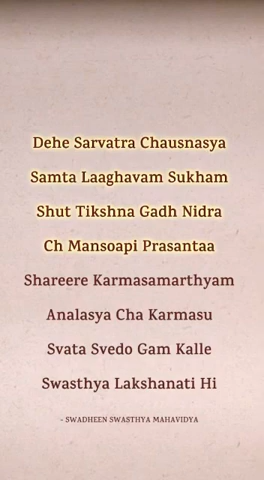 Dehe Sarvatra Chausnasya
Samta Laaghavam Sukham
Shut Tikshna Gadh Nidra
Ch Mansoapi Prasantaa
Shareere Karmasamarthyam
Analasya Cha Karmasu
Svata Svedo Gam Kalle
Swasthya Lakshanati Hi
- SWADHEEN SWASTHYA MAHAVIDYA